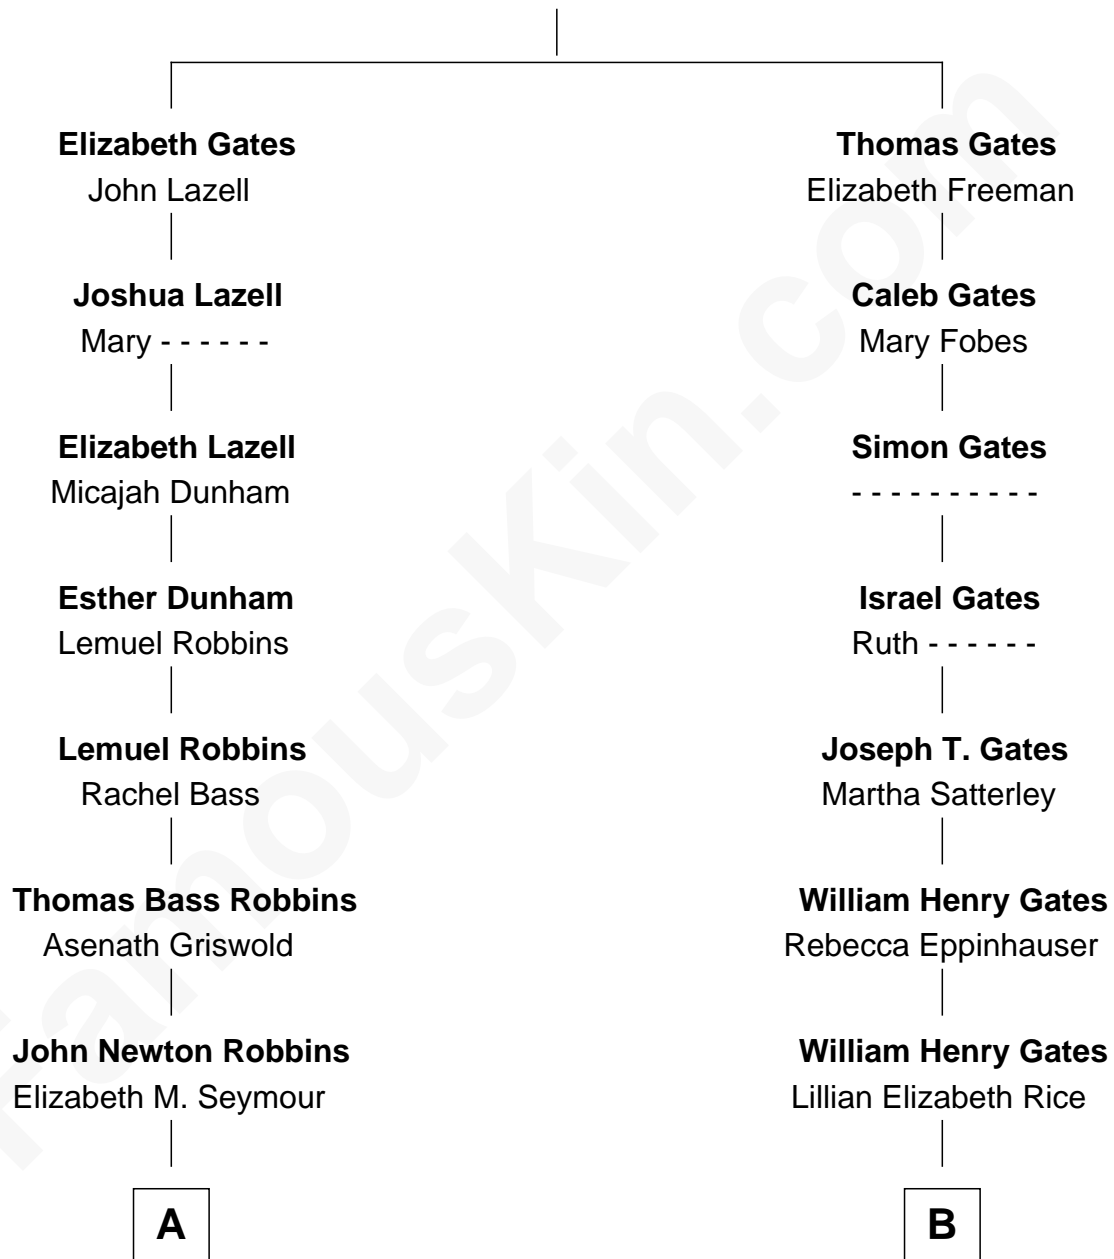 Elizabeth Gates
John Lazell
Joshua Lazell
Mary - - - - - -
Elizabeth Lazell
Micajah Dunham
Esther Dunham
Lemuel Robbins
Lemuel Robbins
Rachel Bass
Thomas Bass Robbins
Asenath Griswold
John Newton Robbins
Elizabeth M. Seymour
A
Thomas Gates
Elizabeth Freeman
Caleb Gates
Mary Fobes
Simon Gates
- - - - - - - - - -
Israel Gates
Ruth - - - - - -
Joseph T. Gates
Martha Satterley
William Henry Gates
Rebecca Eppinhauser
William Henry Gates
Lillian Elizabeth Rice
B
FamousKin.com